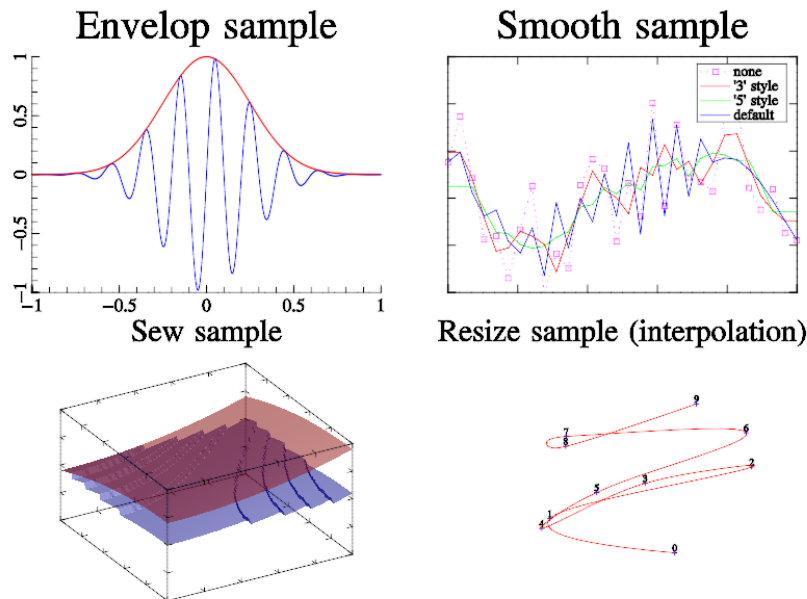 Envelop sample
1
0.5
0
−0.5
−1
−1
−0.5
0
0.5
1
Smooth sample
none
'3' style
'5' style
default
Sew sample
Resize sample (interpolation)
9
7
8
6
2
3
5
1
4
0